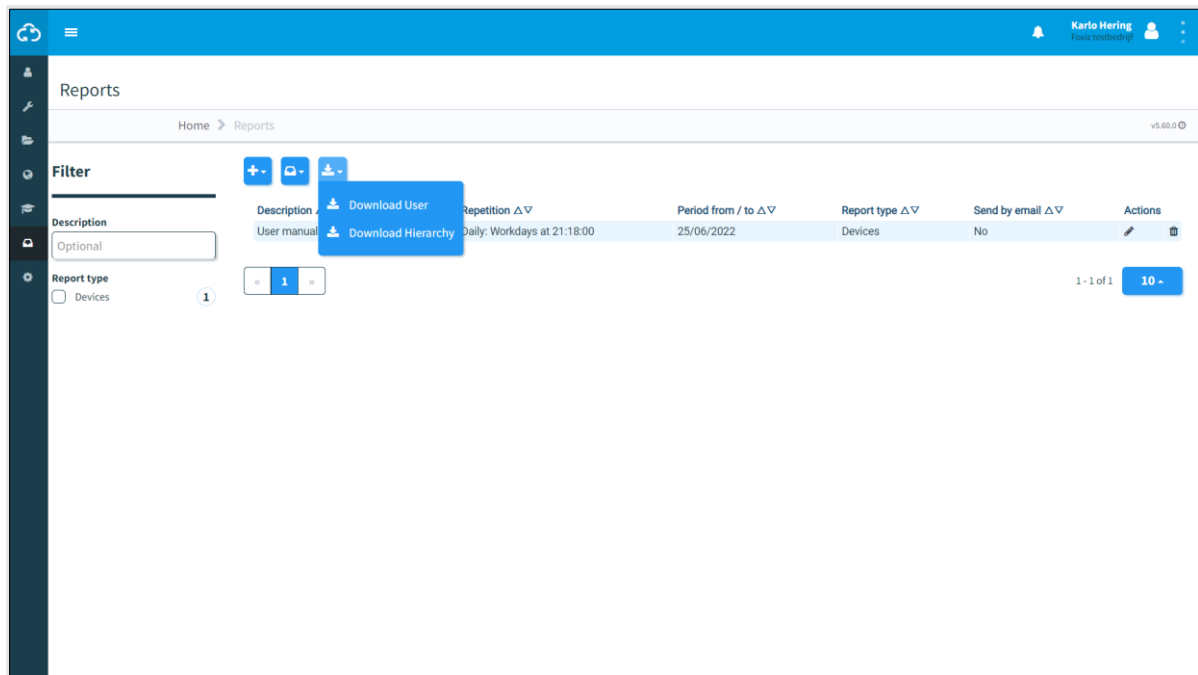 Karlo Hering
Foxiz testbedrijf
Reports
Home Reports
v5.60.0
Filter
Description
Optional
Report type
Devices 1
Download User
Download Hierarchy
Description Repetition △▽ Period from / to △▽ Report type △▽ Send by email △▽ Actions
User manual Daily: Workdays at 21:18:00 25/06/2022 Devices No
« 1 »
1 - 1 of 1
10